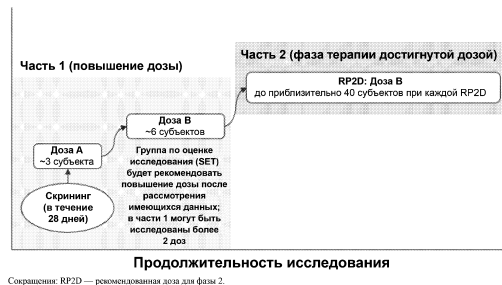 Часть 2 (фаза терапии достигнутой дозой)
Часть 1 (повышение дозы)
RP2D: Доза B
до приблизительно 40 субъектов при каждой RP2D
Доза B
~6 субъектов
Доза A
~3 субъекта
Группа по оценке
исследования (SET)
будет рекомендовать
повышение дозы после
рассмотрения
имеющихся данных;
в части 1 могут быть
исследованы более
2 доз
Скрининг
(в течение
28 дней)
Продолжительность исследования
Сокращения: RP2D — рекомендованная доза для фазы 2.